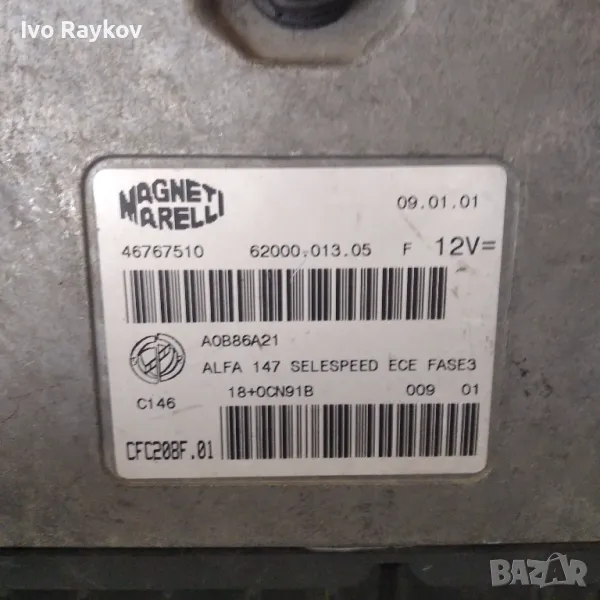 Ivo Raykov
MAGNETI MARELLI
09.01.01
46767510 62000.013.05 F 12V=
A0B86A21
ALFA 147 SELESPEED ECE FASE3
C146 18+0CN91B 009 01
CFC208F.01
BAZAR